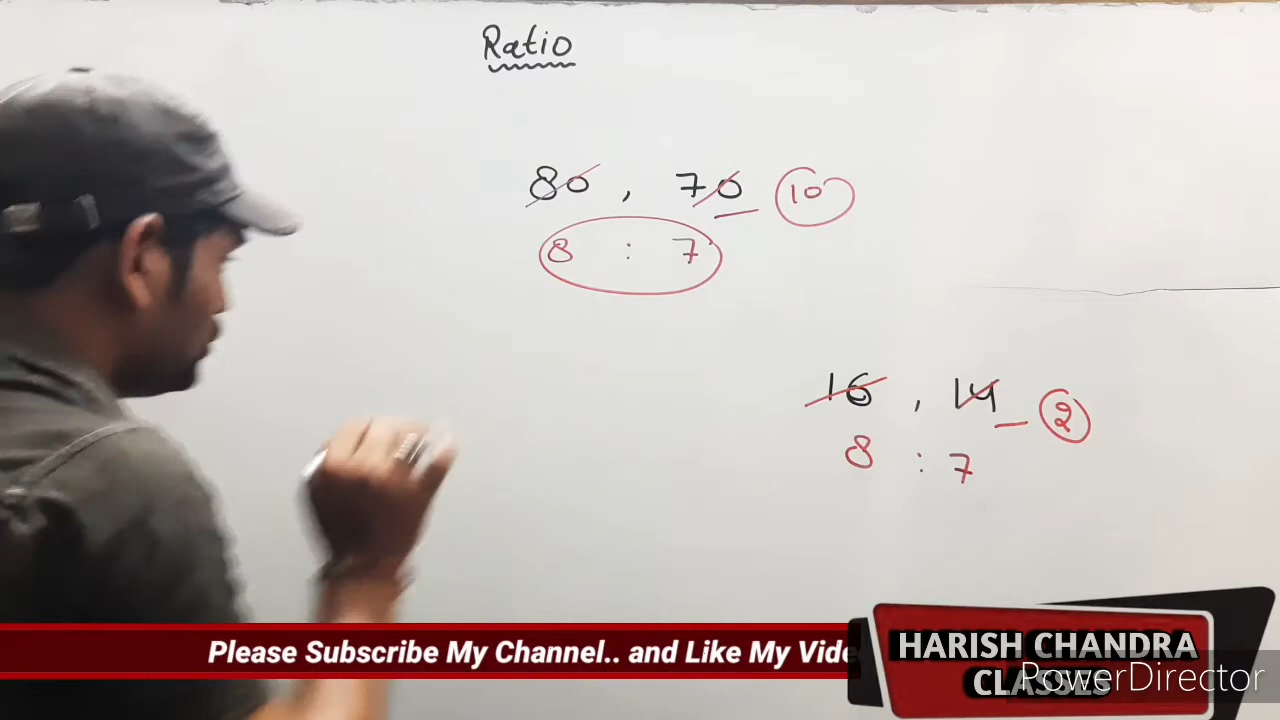 Ratio
80 , 70 10
8 : 7
16 , 14 2
8 : 7
Please Subscribe My Channel.. and Like My Vide
HARISH CHANDRA
CLASSES
PowerDirector